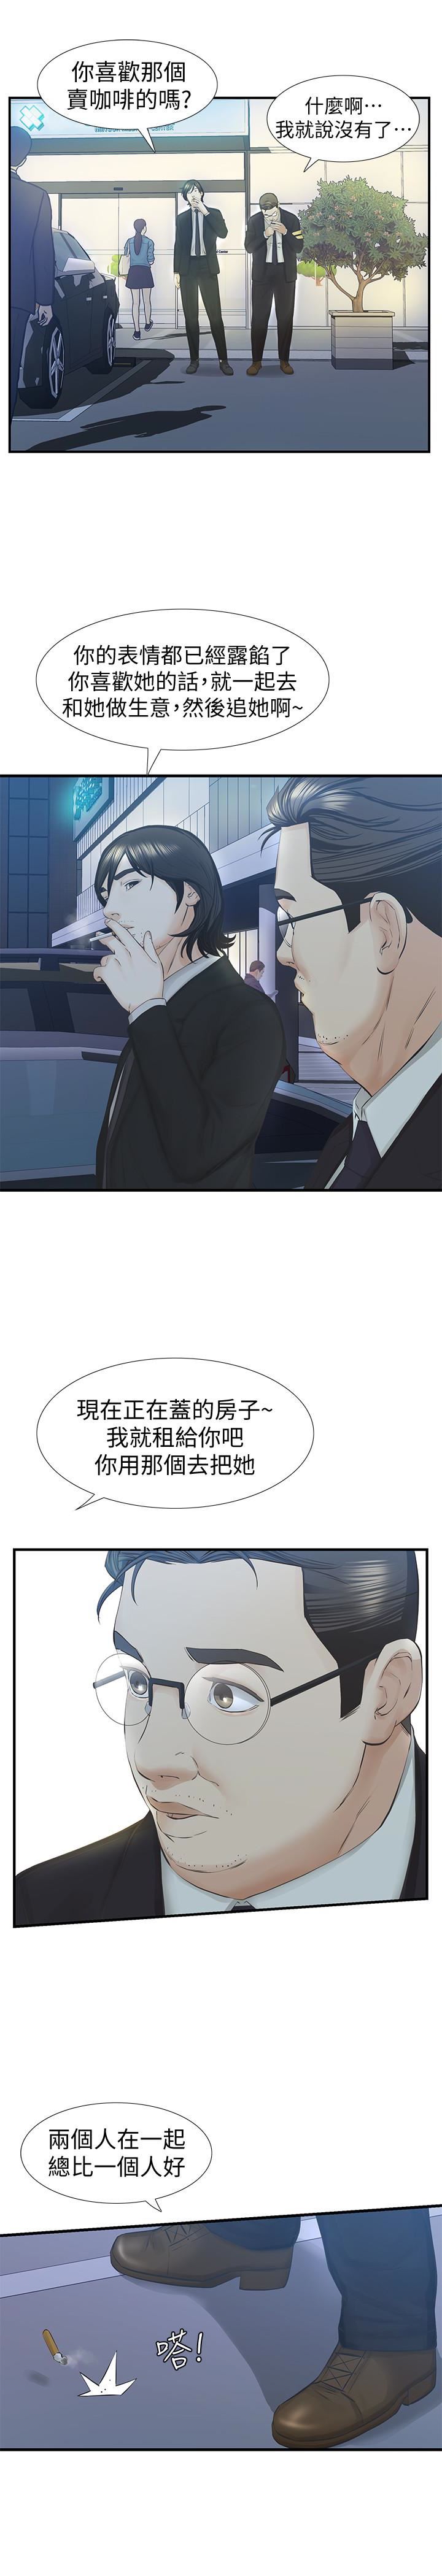 你喜歡那個
賣咖啡的嗎?
什麼啊…
我就說沒有了…
你的表情都已經露餡了
你喜歡她的話,就一起去
和她做生意,然後追她啊~
現在正在蓋的房子~
我就租給你吧
你用那個去把她
兩個人在一起
總比一個人好
嗒!